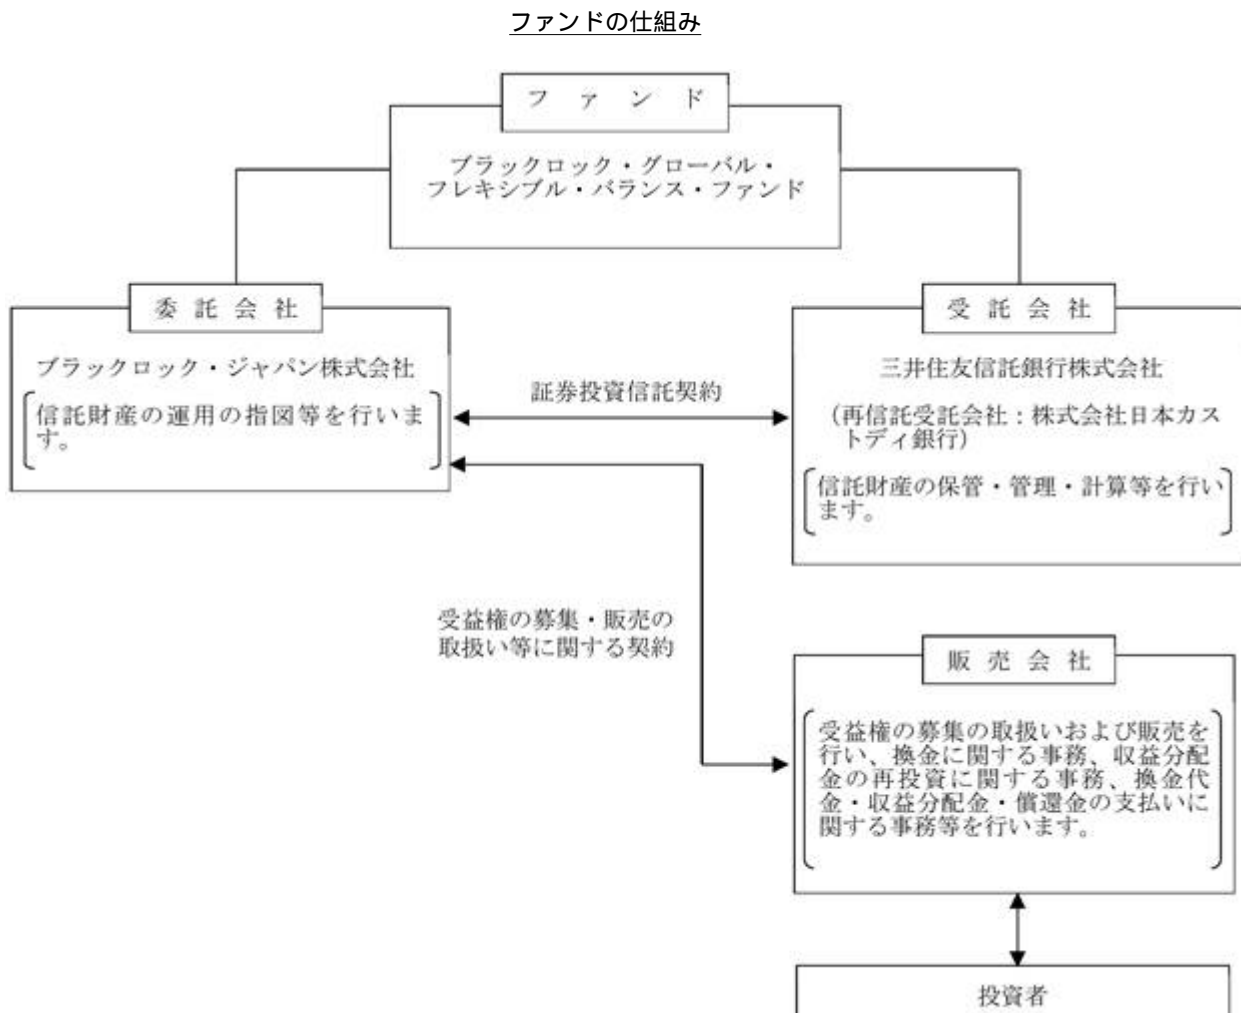 ファンドの仕組み
ファンド
ブラックロック・グローバル・
フレキシブル・バランス・ファンド
委託会社
ブラックロック・ジャパン株式会社
信託財産の運用の指図等を行いま
す。
証券投資信託契約
受託会社
三井住友信託銀行株式会社
(再信託受託会社:株式会社日本カス
トディ銀行)
信託財産の保管・管理・計算等を行い
ます。
受益権の募集・販売の
取扱い等に関する契約
販売会社
受益権の募集の取扱いおよび販売を
行い、換金に関する事務、収益分配
金の再投資に関する事務、換金代
金・収益分配金・償還金の支払いに
関する事務等を行います。
投資者